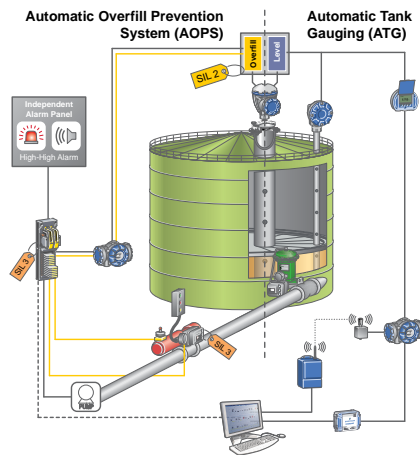 Automatic Overfill Prevention
System (AOPS)
Automatic Tank
Gauging (ATG)
Overfill
Level
SIL 2
Independent
Alarm Panel
High-High Alarm
SIL 3
SIL 3
PUMP